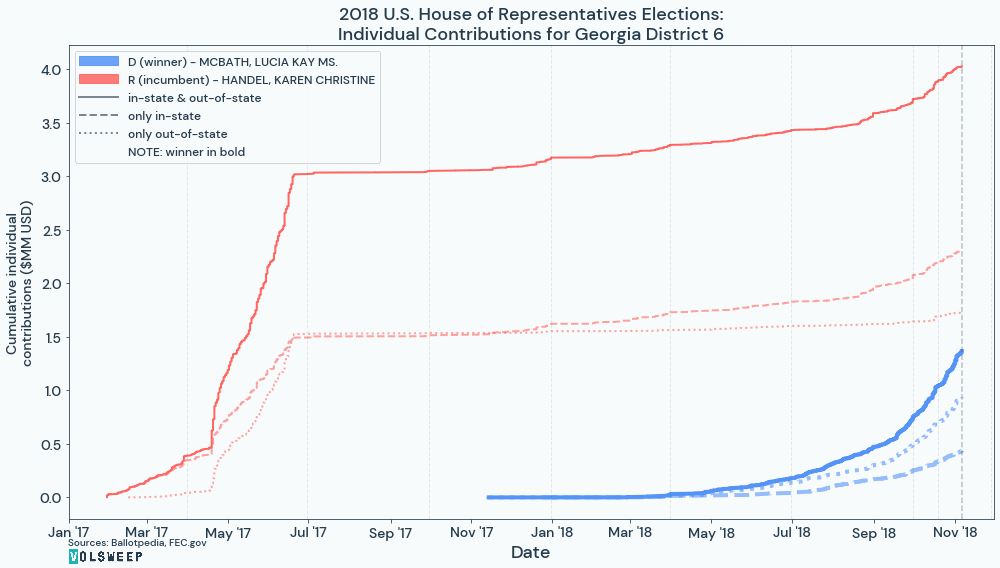 2018 U.S. House of Representatives Elections:
Individual Contributions for Georgia District 6
D (winner) – MCBATH, LUCIA KAY MS.
R (incumbent) – HANDEL, KAREN CHRISTINE
in-state & out-of-state
only in-state
only out-of-state
NOTE: winner in bold
Cumulative individual
contributions ($MM USD)
4.0
3.5
3.0
2.5
2.0
1.5
1.0
0.5
0.0
Jan '17 Mar '17 May '17 Jul '17 Sep '17 Nov '17 Jan '18 Mar '18 May '18 Jul '18 Sep '18 Nov '18
Date
Sources: Ballotpedia, FEC.gov
VOLSWEEP